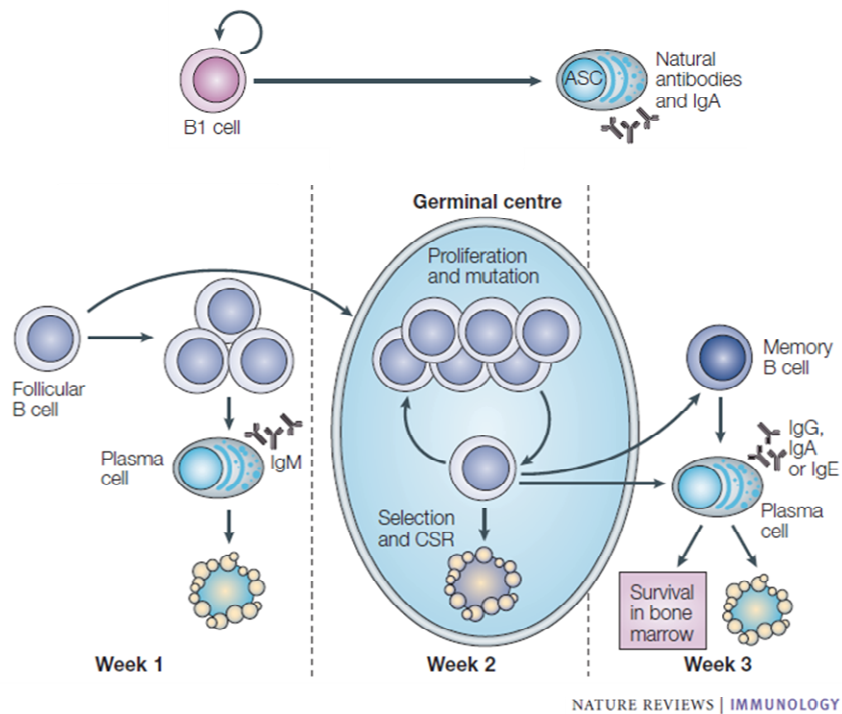 ASC
Natural
antibodies
and IgA
B1 cell
Germinal centre
Proliferation
and mutation
Follicular
B cell
Memory
B cell
Plasma
cell
IgM
IgG,
IgA
or IgE
Selection
and CSR
Plasma
cell
Survival
in bone
marrow
Week 1
Week 2
Week 3
NATURE REVIEWS | IMMUNOLOGY